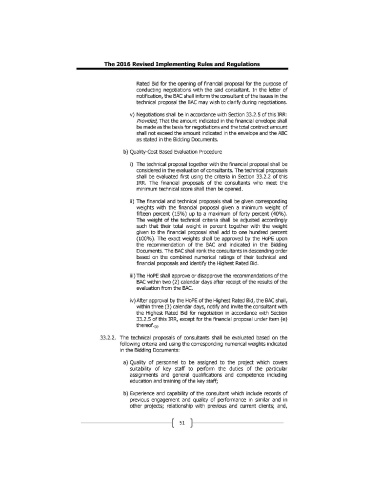 The 2016 Revised Implementing Rules and Regulations
Rated Bid for the opening of financial proposal for the purpose of
conducting negotiations with the said consultant. In the letter of
notification, the BAC shall inform the consultant of the issues in the
technical proposal the BAC may wish to clarify during negotiations.
v) Negotiations shall be in accordance with Section 33.2.5 of this IRR:
Provided, That the amount indicated in the financial envelope shall
be made as the basis for negotiations and the total contract amount
shall not exceed the amount indicated in the envelope and the ABC
as stated in the Bidding Documents.
b) Quality-Cost Based Evaluation Procedure
i) The technical proposal together with the financial proposal shall be
considered in the evaluation of consultants. The technical proposals
shall be evaluated first using the criteria in Section 33.2.2 of this
IRR. The financial proposals of the consultants who meet the
minimum technical score shall then be opened.
ii) The financial and technical proposals shall be given corresponding
weights with the financial proposal given a minimum weight of
fifteen percent (15%) up to a maximum of forty percent (40%).
The weight of the technical criteria shall be adjusted accordingly
such that their total weight in percent together with the weight
given to the financial proposal shall add to one hundred percent
(100%). The exact weights shall be approved by the HoPE upon
the recommendation of the BAC and indicated in the Bidding
Documents. The BAC shall rank the consultants in descending order
based on the combined numerical ratings of their technical and
financial proposals and identify the Highest Rated Bid.
iii) The HoPE shall approve or disapprove the recommendations of the
BAC within two (2) calendar days after receipt of the results of the
evaluation from the BAC.
iv) After approval by the HoPE of the Highest Rated Bid, the BAC shall,
within three (3) calendar days, notify and invite the consultant with
the Highest Rated Bid for negotiation in accordance with Section
33.2.5 of this IRR, except for the financial proposal under item (e)
thereof.
33.2.2. The technical proposals of consultants shall be evaluated based on the
following criteria and using the corresponding numerical weights indicated
in the Bidding Documents:
a) Quality of personnel to be assigned to the project which covers
suitability of key staff to perform the duties of the particular
assignments and general qualifications and competence including
education and training of the key staff;
b) Experience and capability of the consultant which include records of
previous engagement and quality of performance in similar and in
other projects; relationship with previous and current clients; and,
51